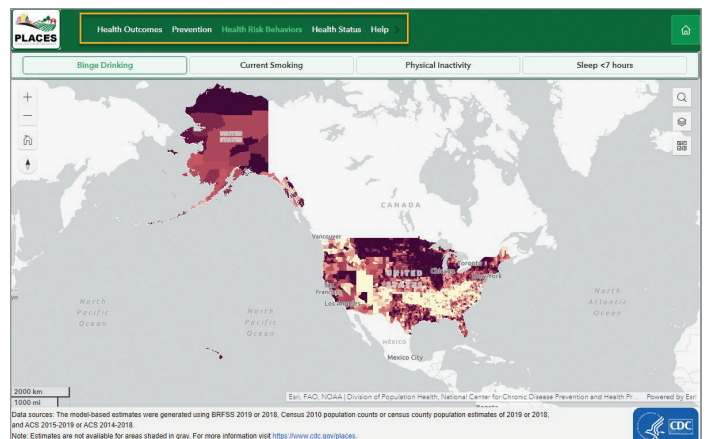 PLACES
Health Outcomes Prevention Health Risk Behaviors Health Status Help >
Binge Drinking Current Smoking Physical Inactivity Sleep <7 hours
UNITED
STATES
CANADA
Vancouver
Toronto
Chicago
UNITED
STATES
San
Francisco
Los Angeles
MÉXICO
Mexico City
North
Pacific
Ocean
North
Pacific
Ocean
North
Atlantic
Ocean
2000 km
1000 mi
Esri, FAO, NOAA | Division of Population Health, National Center for Chronic Disease Prevention and Health Pr... Powered by Esri
Data sources: The model-based estimates were generated using BRFSS 2019 or 2018, Census 2010 population counts or census county population estimates of 2019 or 2018,
and ACS 2015-2019 or ACS 2014-2018.
Note: Estimates are not available for areas shaded in gray. For more information visit https://www.cdc.gov/places.
CDC